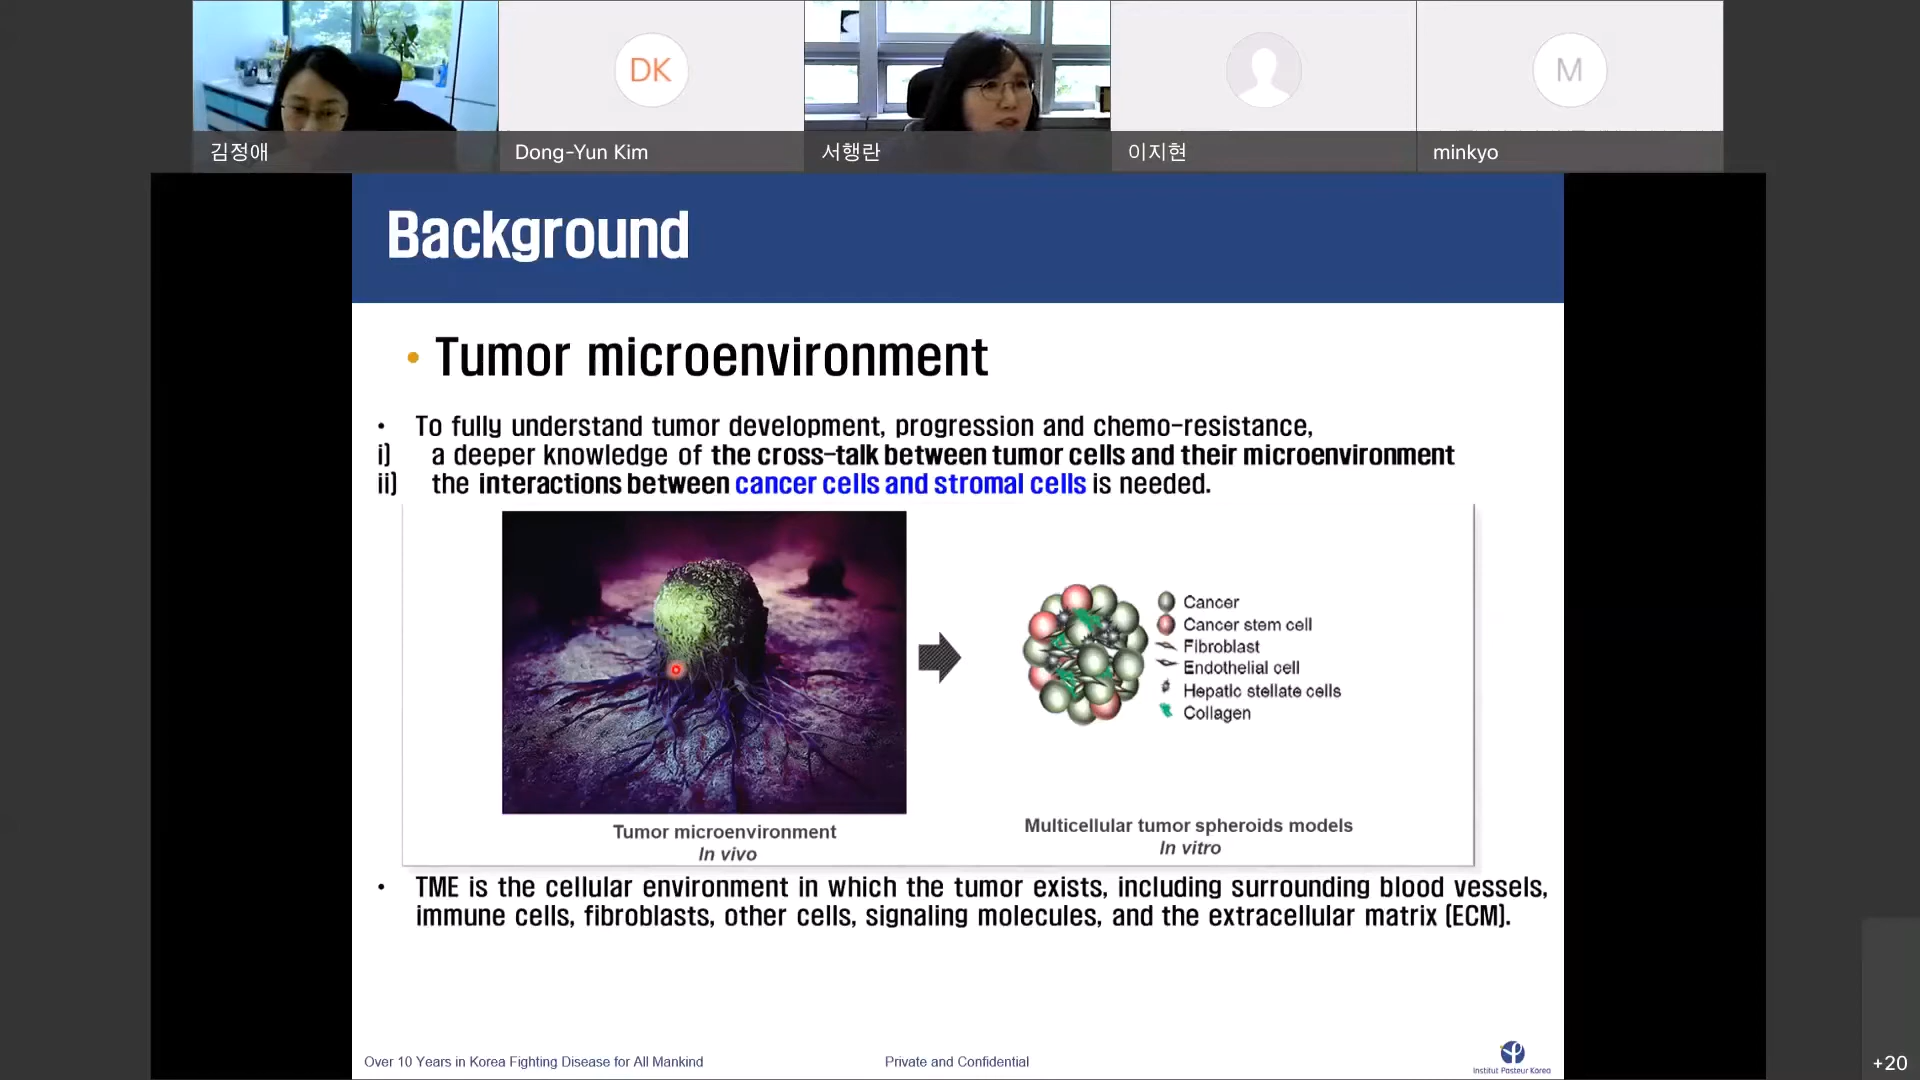 DK
M
김정애
Dong-Yun Kim
서행란
이지현
minkyo
Background
• Tumor microenvironment
• To fully understand tumor development, progression and chemo-resistance,
i) a deeper knowledge of the cross-talk between tumor cells and their microenvironment
ii) the interactions between cancer cells and stromal cells is needed.
Cancer
Cancer stem cell
Fibroblast
Endothelial cell
Hepatic stellate cells
Collagen
Tumor microenvironment
In vivo
Multicellular tumor spheroids models
In vitro
• TME is the cellular environment in which the tumor exists, including surrounding blood vessels,
immune cells, fibroblasts, other cells, signaling molecules, and the extracellular matrix (ECM).
Over 10 Years in Korea Fighting Disease for All Mankind
Private and Confidential
Institut Pasteur Korea
+20